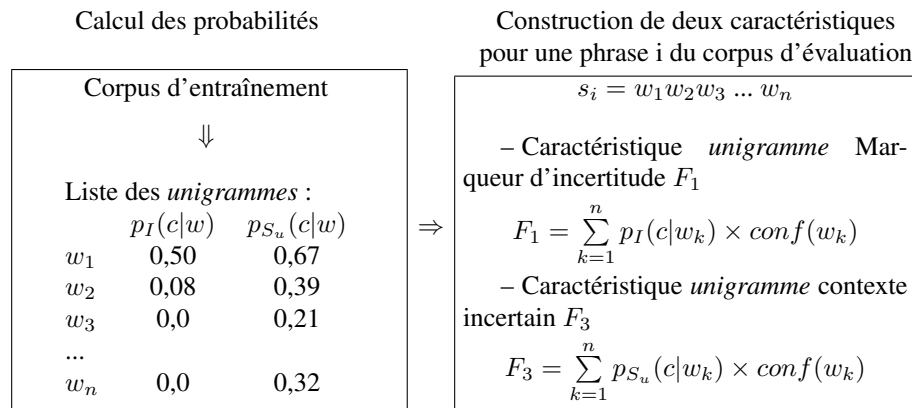 Calcul des probabilités
Corpus d'entraînement
⇓
Liste des unigrammes :
p_I(c|w) p_{S_u}(c|w)
w_1 0,50 0,67
w_2 0,08 0,39
w_3 0,0 0,21
...
w_n 0,0 0,32
⇒
Construction de deux caractéristiques
pour une phrase i du corpus d'évaluation
s_i = w_1w_2w_3 ... w_n
– Caractéristique unigramme Mar-
queur d'incertitude F_1
F_1 = \sum_{k=1}^{n} p_I(c|w_k) × conf(w_k)
– Caractéristique unigramme contexte
incertain F_3
F_3 = \sum_{k=1}^{n} p_{S_u}(c|w_k) × conf(w_k)